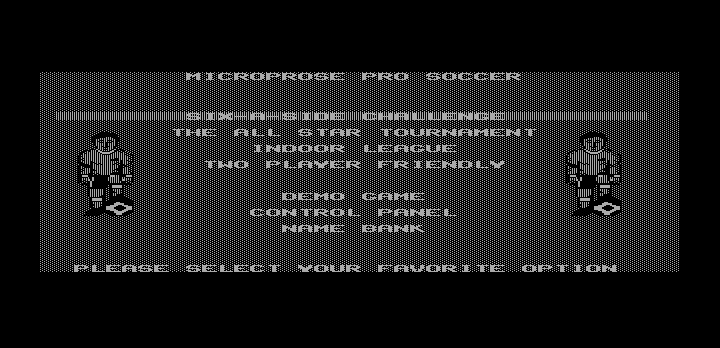 MICROPROSE PRO SOCCER
SIX-A-SIDE CHALLENGE
THE ALL STAR TOURNAMENT
INDOOR LEAGUE
TWO PLAYER FRIENDLY
DEMO GAME
CONTROL PANEL
NAME BANK
PLEASE SELECT YOUR FAVORITE OPTION